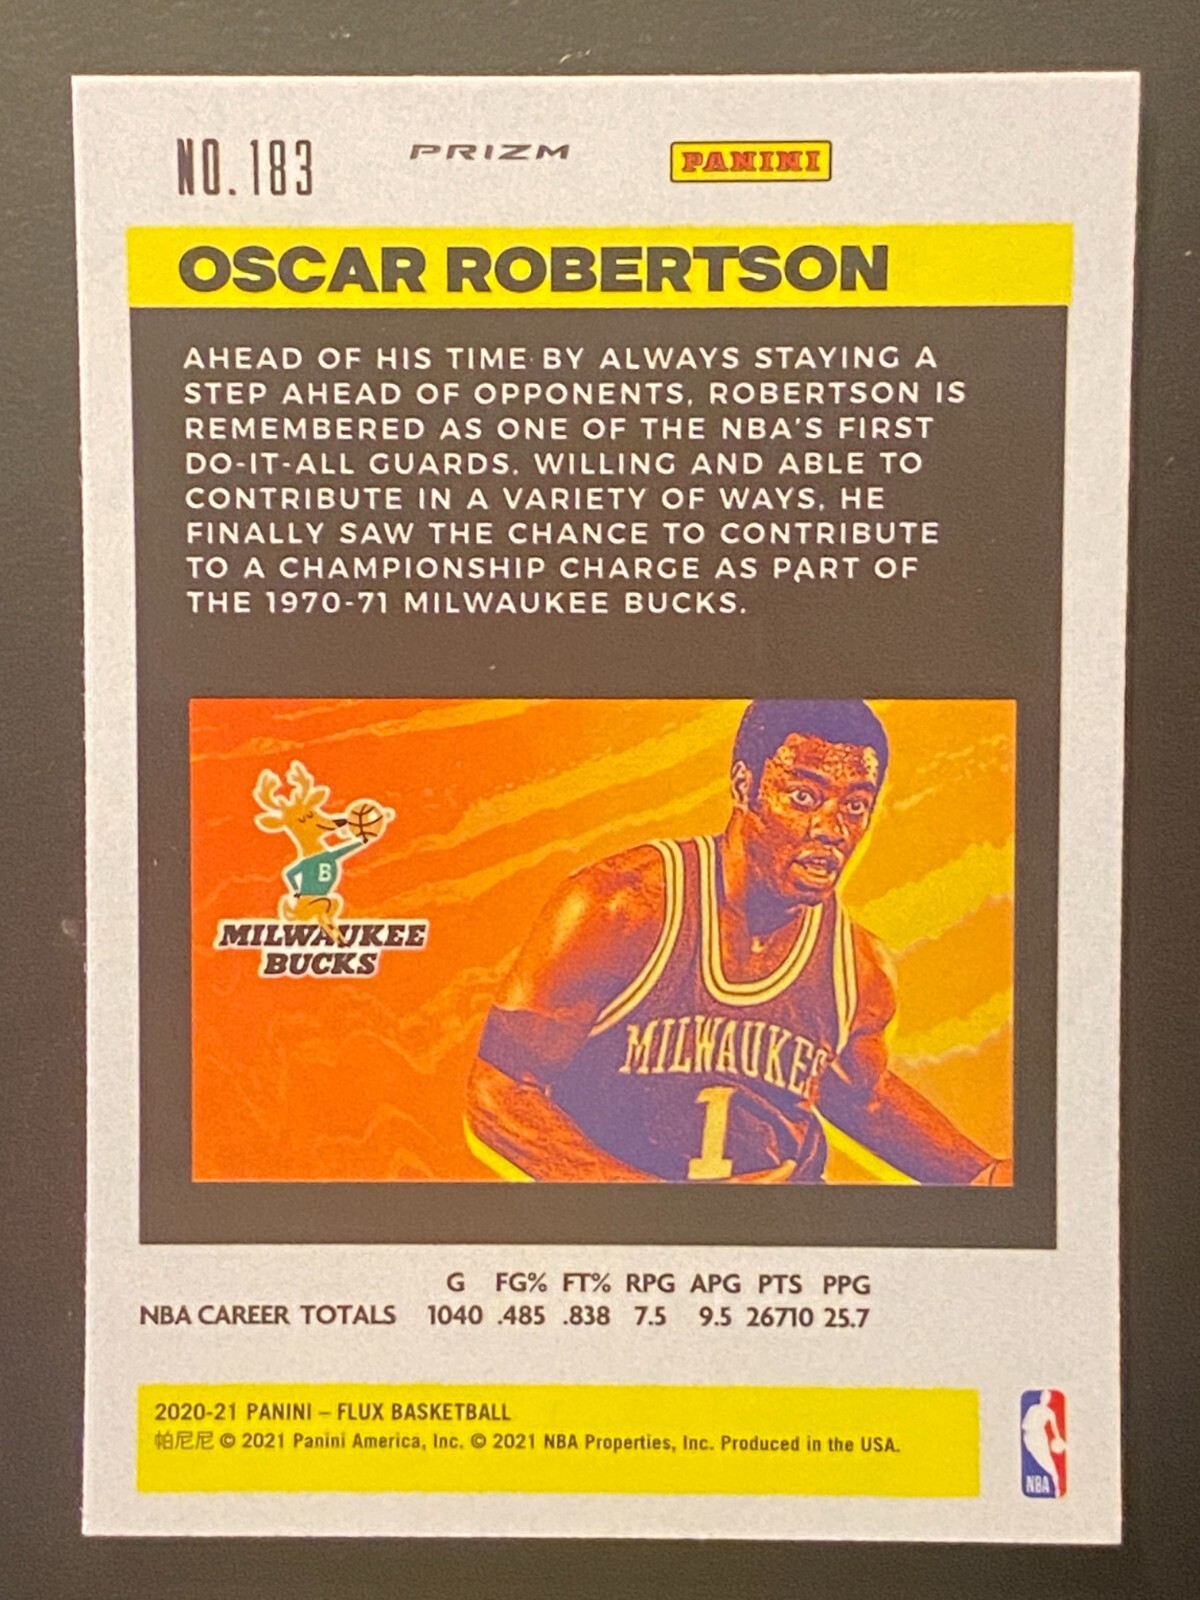 NO. 183 PRIZM PANINI
OSCAR ROBERTSON
AHEAD OF HIS TIME BY ALWAYS STAYING A
STEP AHEAD OF OPPONENTS, ROBERTSON IS
REMEMBERED AS ONE OF THE NBA'S FIRST
DO-IT-ALL GUARDS. WILLING AND ABLE TO
CONTRIBUTE IN A VARIETY OF WAYS, HE
FINALLY SAW THE CHANCE TO CONTRIBUTE
TO A CHAMPIONSHIP CHARGE AS PART OF
THE 1970-71 MILWAUKEE BUCKS.
B
MILWAUKEE
BUCKS
MILWAUKEE
1
G FG% FT% RPG APG PTS PPG
NBA CAREER TOTALS 1040 .485 .838 7.5 9.5 26710 25.7
2020-21 PANINI – FLUX BASKETBALL
帕尼尼 © 2021 Panini America, Inc. © 2021 NBA Properties, Inc. Produced in the USA.
NBA